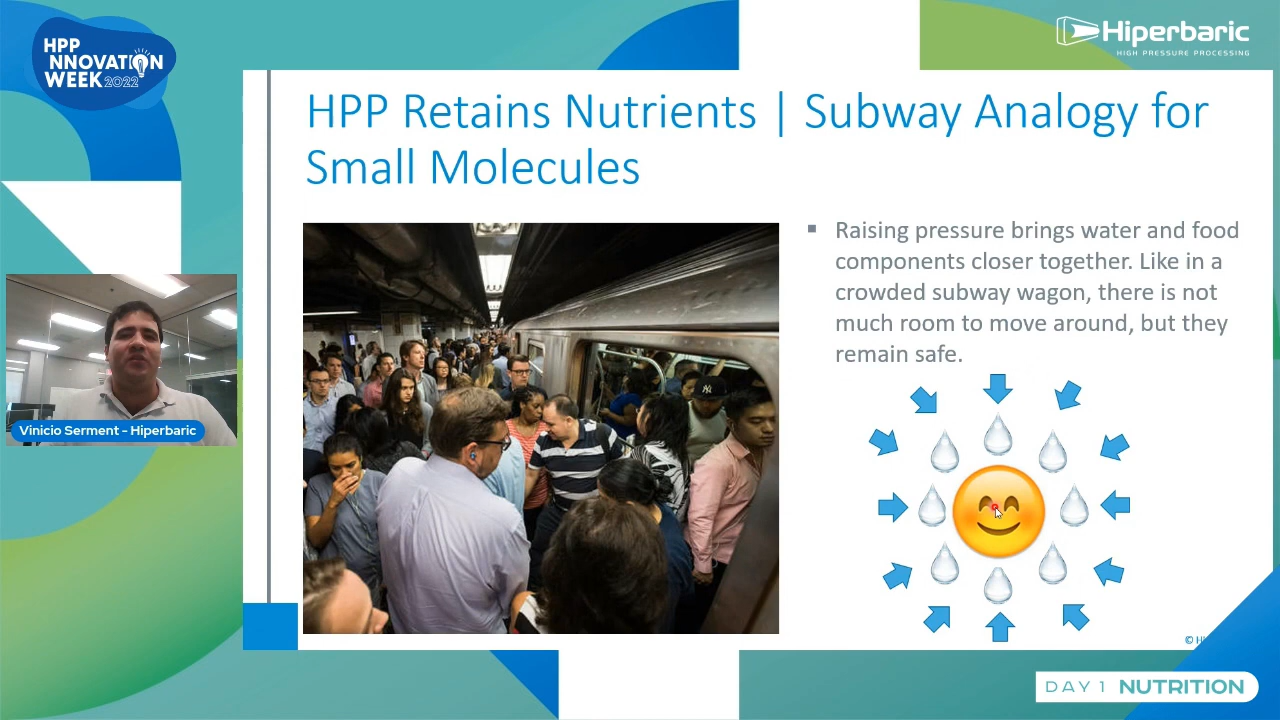 HPP
INNOVATION
WEEK 2022
Hiperbaric
HIGH PRESSURE PROCESSING
HPP Retains Nutrients | Subway Analogy for
Small Molecules
▪ Raising pressure brings water and food
components closer together. Like in a
crowded subway wagon, there is not
much room to move around, but they
remain safe.
Vinicio Serment - Hiperbaric
DAY 1 NUTRITION